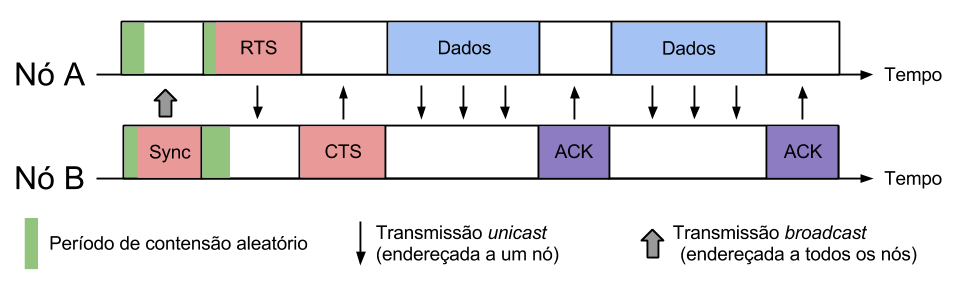 RTS
Dados
Dados
Nó A
Tempo
Sync
CTS
ACK
ACK
Nó B
Tempo
Período de contensão aleatório
Transmissão unicast
(endereçada a um nó)
Transmissão broadcast
(endereçada a todos os nós)